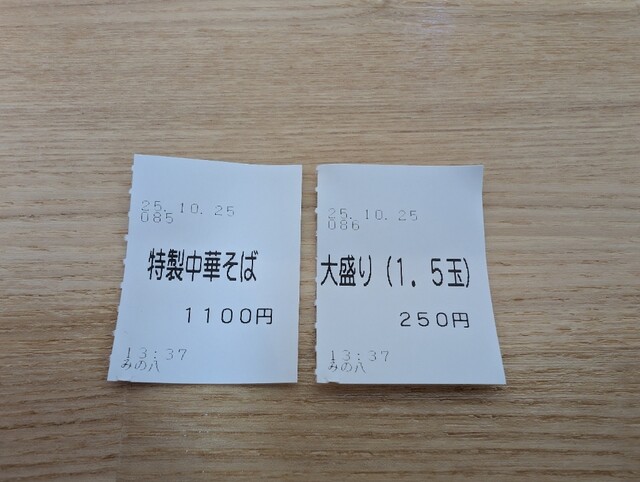 25.10.25
085
特製中華そば
1100円
13:37
みの八
25.10.25
086
大盛り(1.5玉)
250円
13:37
みの八